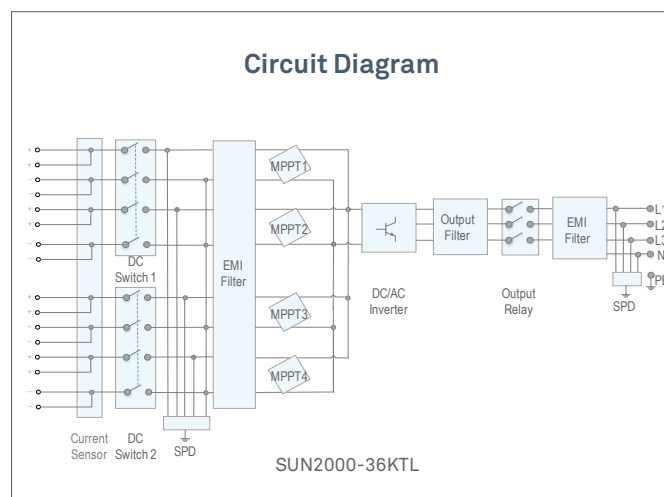 Circuit Diagram
+
+
−
−
+
+
−
−
+
+
−
−
+
+
−
−
DC
Switch 1
EMI
Filter
MPPT1
MPPT2
MPPT3
MPPT4
DC/AC
Inverter
Output
Filter
Output
Relay
EMI
Filter
L1
L2
L3
N
PE
SPD
Current
Sensor
DC
Switch 2
SPD
SUN2000-36KTL